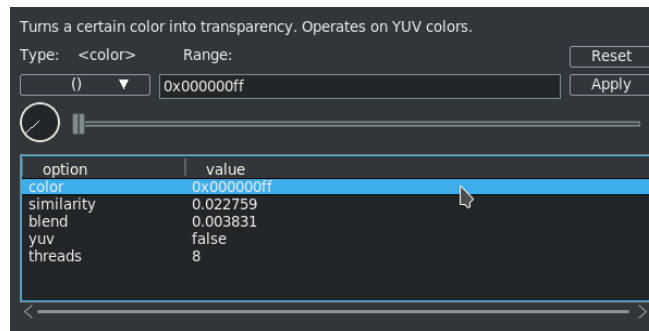 Turns a certain color into transparency. Operates on YUV colors.
Type: <color> Range: Reset
() 0x000000ff Apply
option value
color 0x000000ff
similarity 0.022759
blend 0.003831
yuv false
threads 8